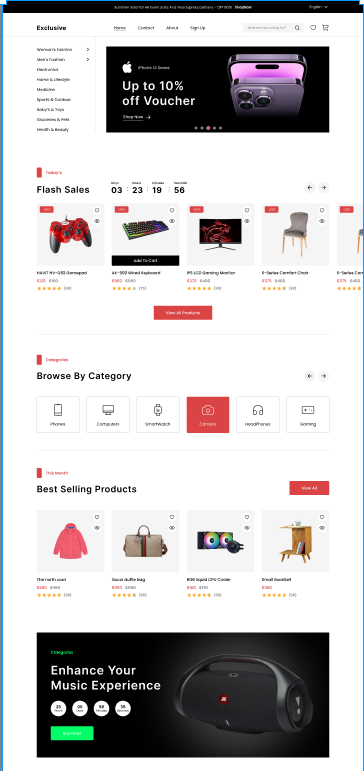 Summer Sale For All Swim Suits And Free Express Delivery - OFF 50%! ShopNow
English
Exclusive
Home
Contact
About
Sign Up
What are you looking for?
Woman's Fashion
Men's Fashion
Electronics
Home & Lifestyle
Medicine
Sports & Outdoor
Baby's & Toys
Groceries & Pets
Health & Beauty
iPhone 14 Series
Up to 10%
off Voucher
Shop Now
Today's
Flash Sales
Days
Hours
Minutes
Seconds
03 : 23 : 19 : 56
Add To Cart
HAVIT HV-G92 Gamepad
$120 $160
(88)
AK-900 Wired Keyboard
$960 $1160
(75)
IPS LCD Gaming Monitor
$370 $400
(99)
S-Series Comfort Chair
$375 $400
(99)
S-Series Com
$375 $400
View All Products
Categories
Browse By Category
Phones
Computers
SmartWatch
Camera
HeadPhones
Gaming
This Month
Best Selling Products
View All
The north coat
$260 $360
(65)
Gucci duffle bag
$960 $1160
(65)
RGB liquid CPU Cooler
$160 $170
(65)
Small BookSelf
$360
(65)
Categories
Enhance Your
Music Experience
23
Hours
05
Days
59
Minutes
35
Seconds
Buy Now!
JBL